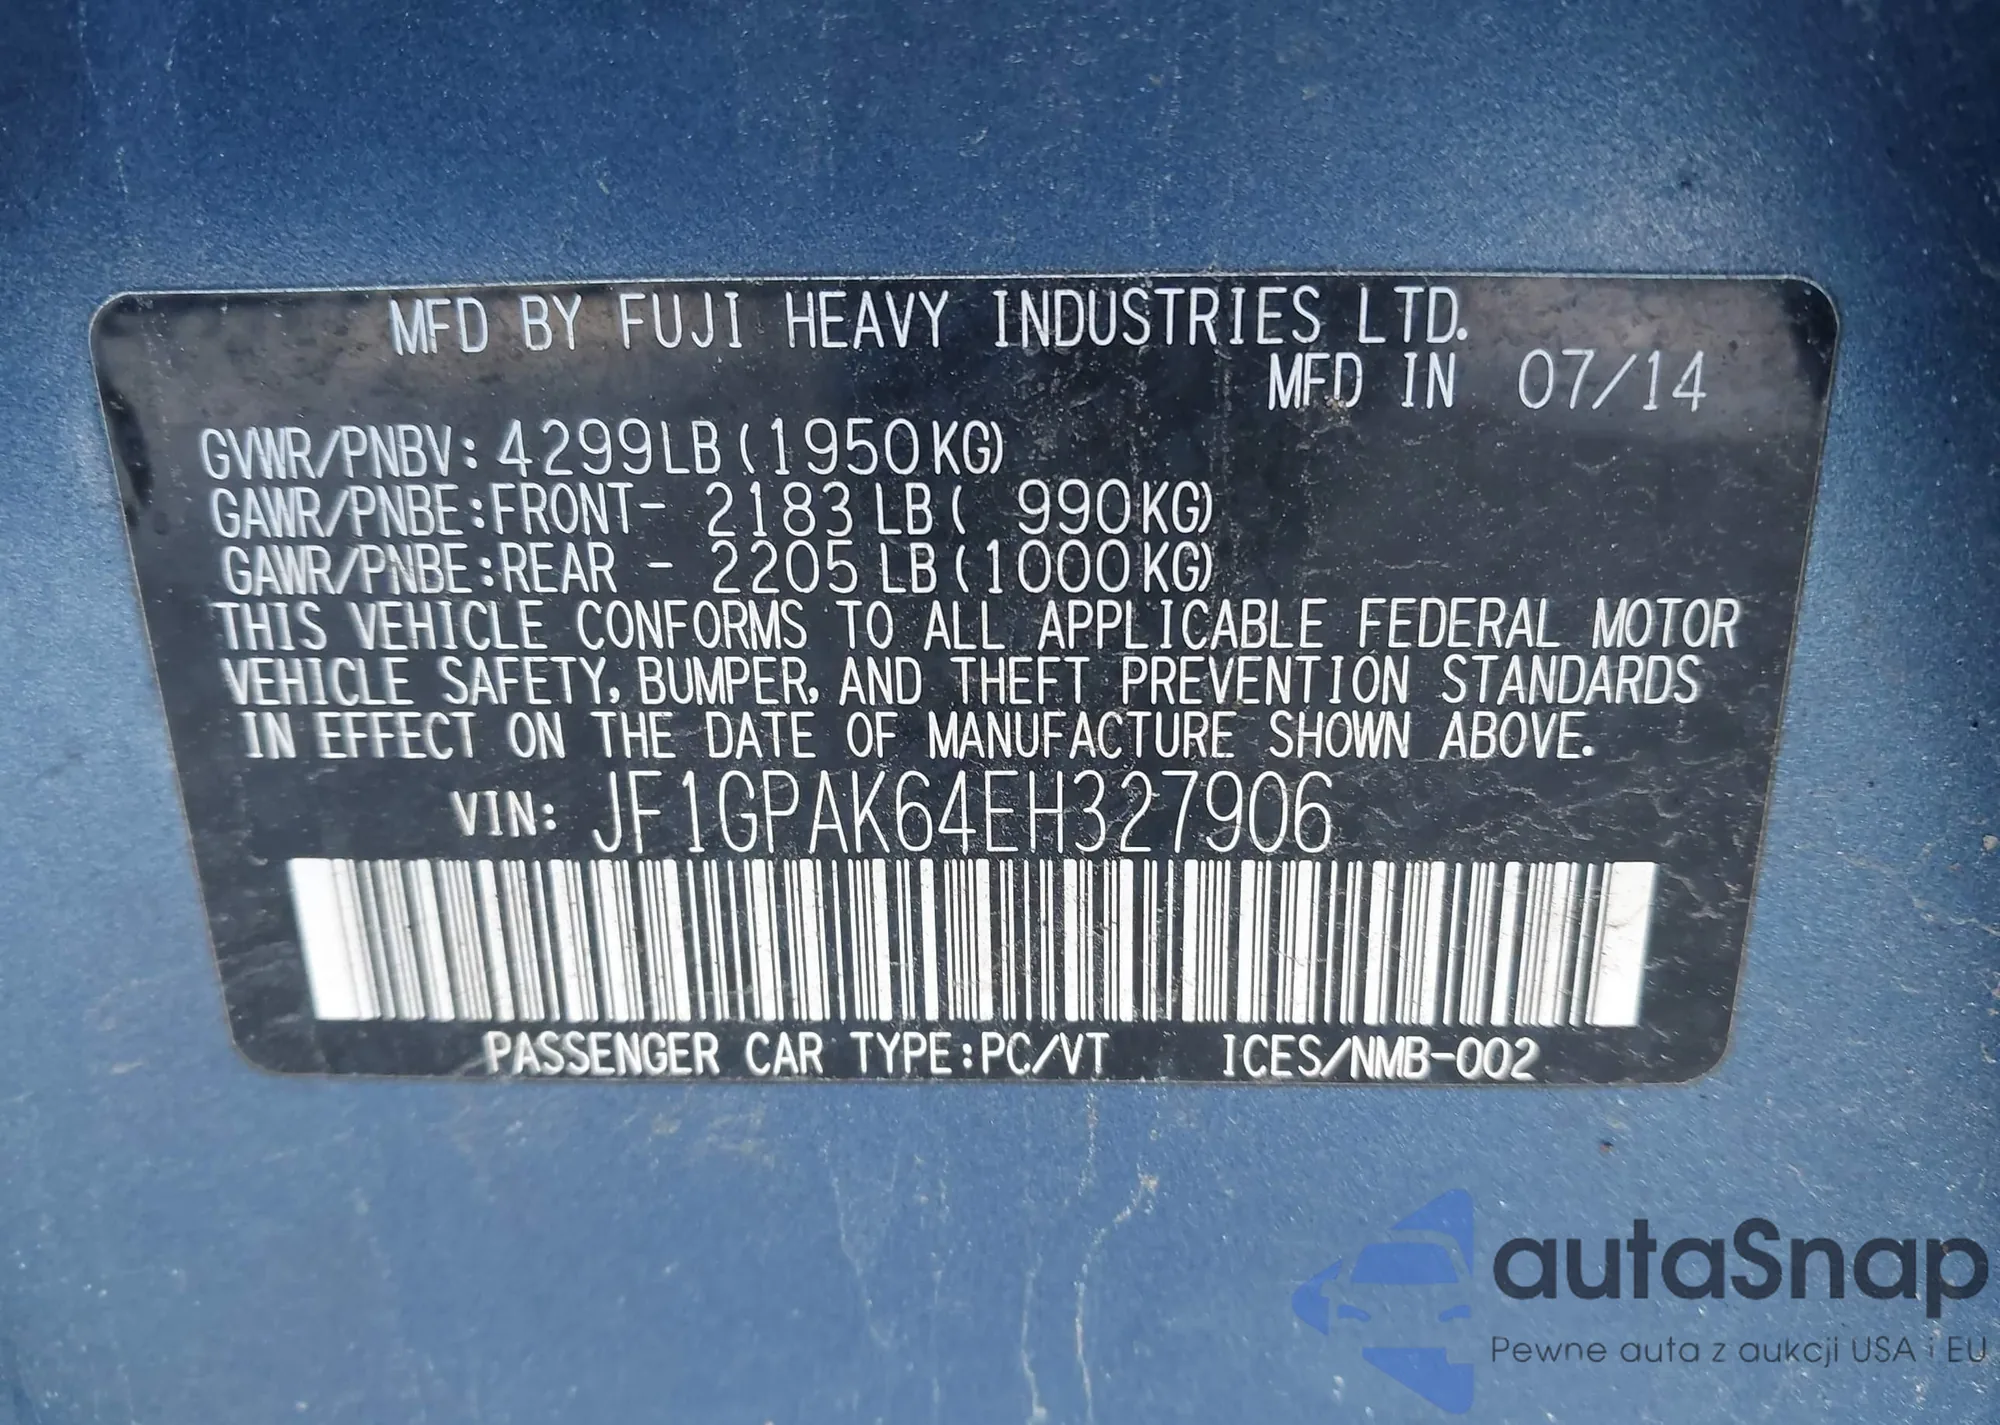 MFD BY FUJI HEAVY INDUSTRIES LTD.
MFD IN 07/14
GVWR/PNBV: 4299LB (1950KG)
GAWR/PNBE: FRONT- 2183 LB ( 990KG)
GAWR/PNBE: REAR - 2205 LB (1000KG)
THIS VEHICLE CONFORMS TO ALL APPLICABLE FEDERAL MOTOR
VEHICLE SAFETY, BUMPER, AND THEFT PREVENTION STANDARDS
IN EFFECT ON THE DATE OF MANUFACTURE SHOWN ABOVE.
VIN: JF1GPAK64EH327906
PASSENGER CAR TYPE: PC/VT ICES/NMB-002
autaSnap
Pewne auta z aukcji USA i EU